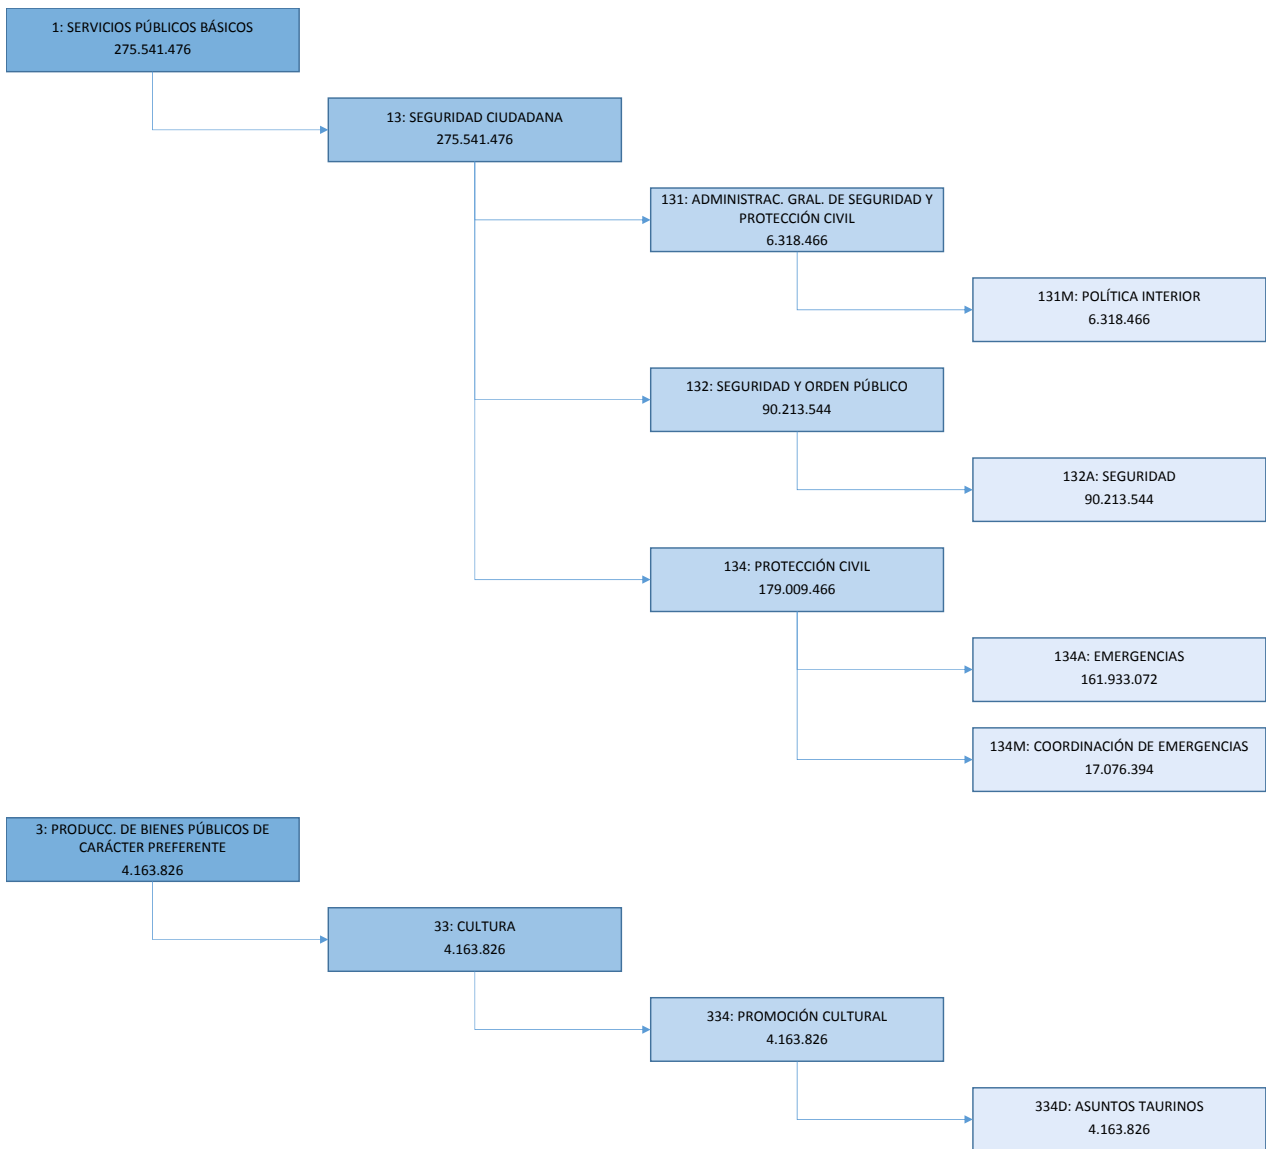 1: SERVICIOS PÚBLICOS BÁSICOS
275.541.476
13: SEGURIDAD CIUDADANA
275.541.476
131: ADMINISTRAC. GRAL. DE SEGURIDAD Y
PROTECCIÓN CIVIL
6.318.466
131M: POLÍTICA INTERIOR
6.318.466
132: SEGURIDAD Y ORDEN PÚBLICO
90.213.544
132A: SEGURIDAD
90.213.544
134: PROTECCIÓN CIVIL
179.009.466
134A: EMERGENCIAS
161.933.072
134M: COORDINACIÓN DE EMERGENCIAS
17.076.394
3: PRODUCC. DE BIENES PÚBLICOS DE
CARÁCTER PREFERENTE
4.163.826
33: CULTURA
4.163.826
334: PROMOCIÓN CULTURAL
4.163.826
334D: ASUNTOS TAURINOS
4.163.826